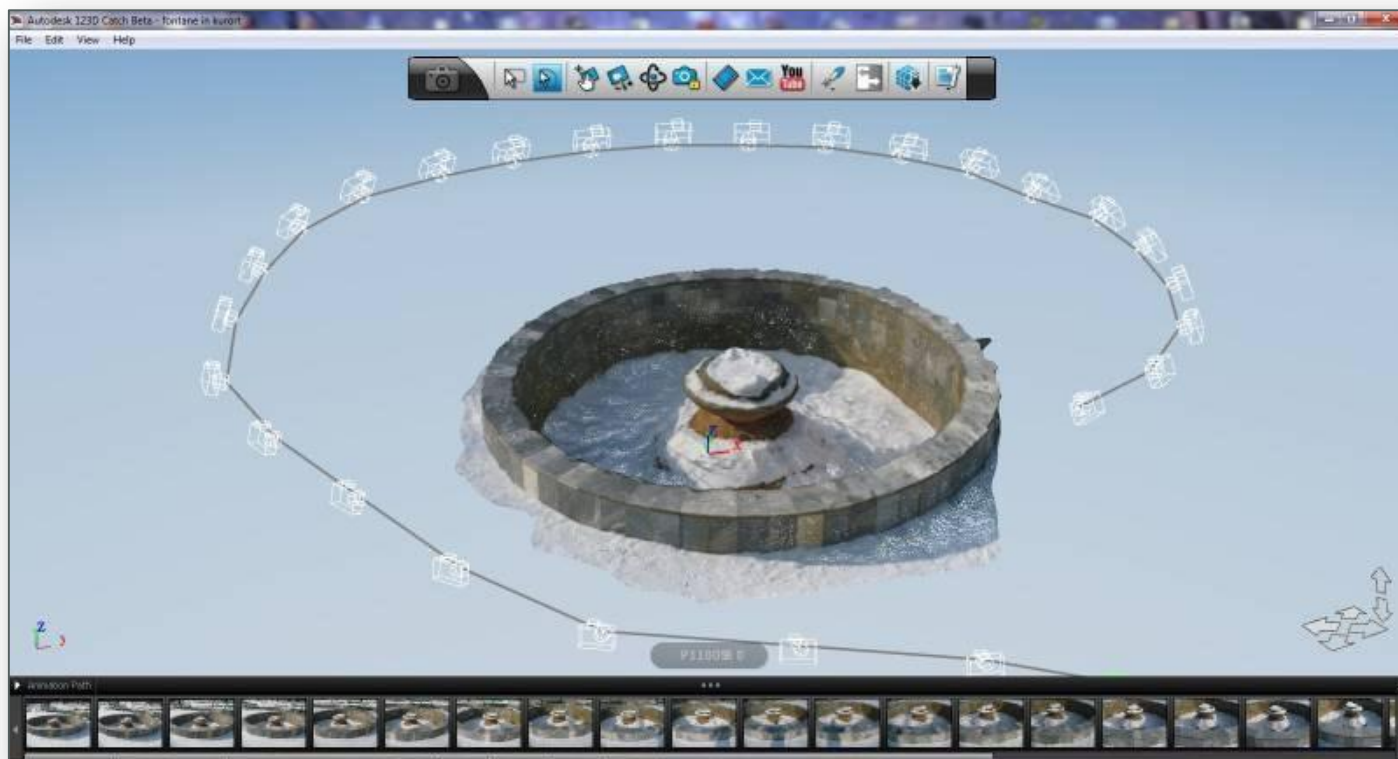 Autodesk 123D Catch Beta - fontane in kurort
File Edit View Help
You
Tube
Z
X
Z
Animation Path